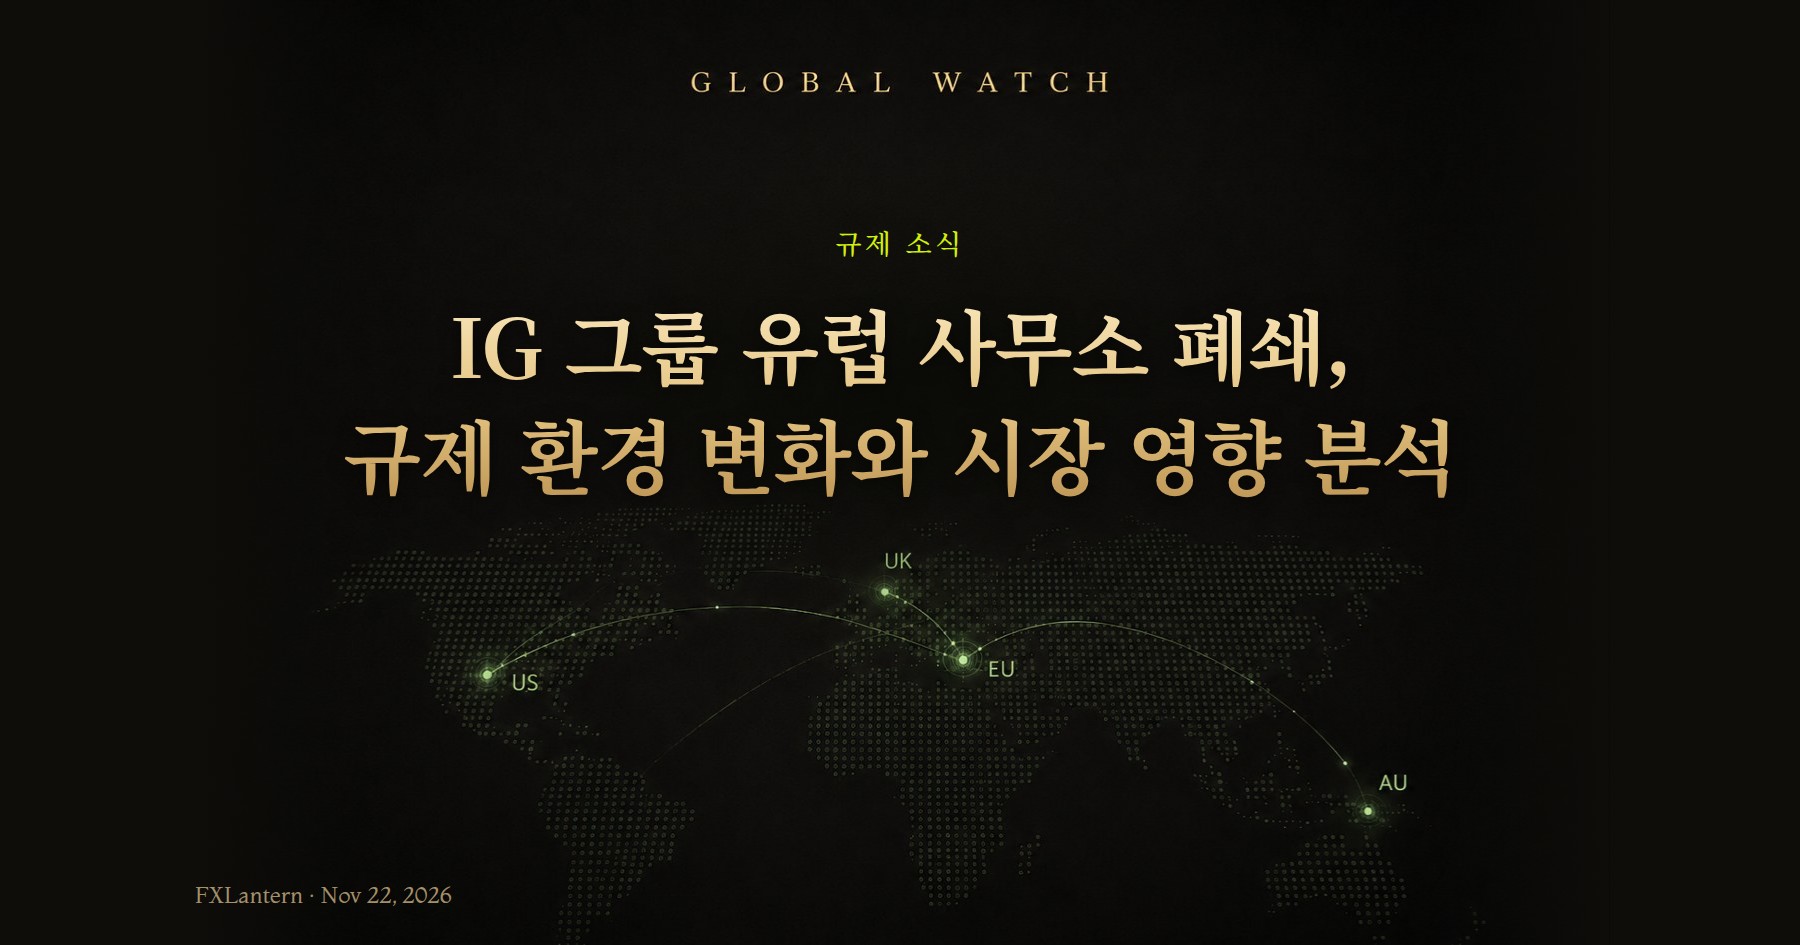 GLOBAL WATCH
규제 소식
IG 그룹 유럽 사무소 폐쇄,
규제 환경 변화와 시장 영향 분석
UK
US
EU
AU
FXLantern · Nov 22, 2026